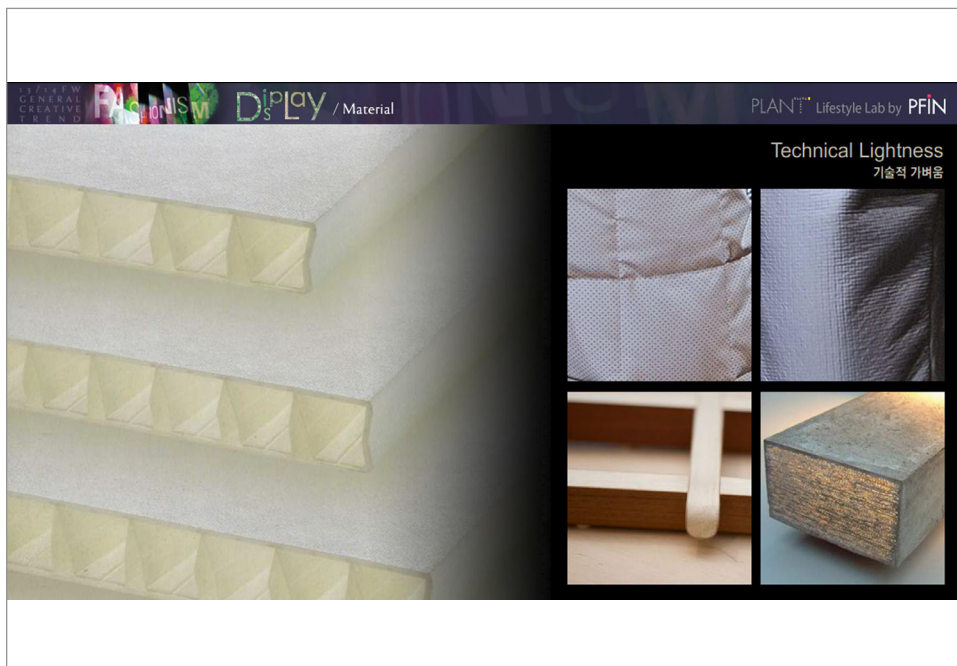 13/14 FW
GENERAL
CREATIVE
TREND
FASHIONISM
DisPLay / Material
PLANT Lifestyle Lab by PFIN
Technical Lightness
기술적 가벼움